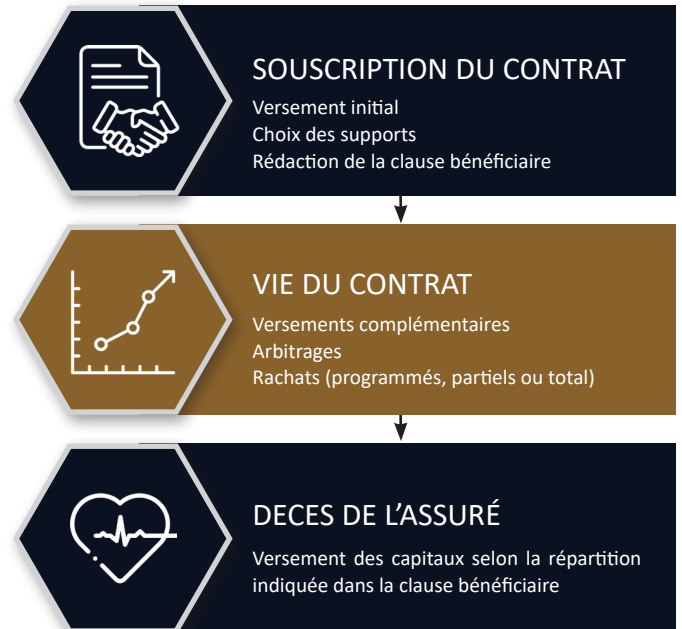 SOUSCRIPTION DU CONTRAT
Versement initial
Choix des supports
Rédaction de la clause bénéficiaire
VIE DU CONTRAT
Versements complémentaires
Arbitrages
Rachats (programmés, partiels ou total)
DECES DE L'ASSURÉ
Versement des capitaux selon la répartition
indiquée dans la clause bénéficiaire